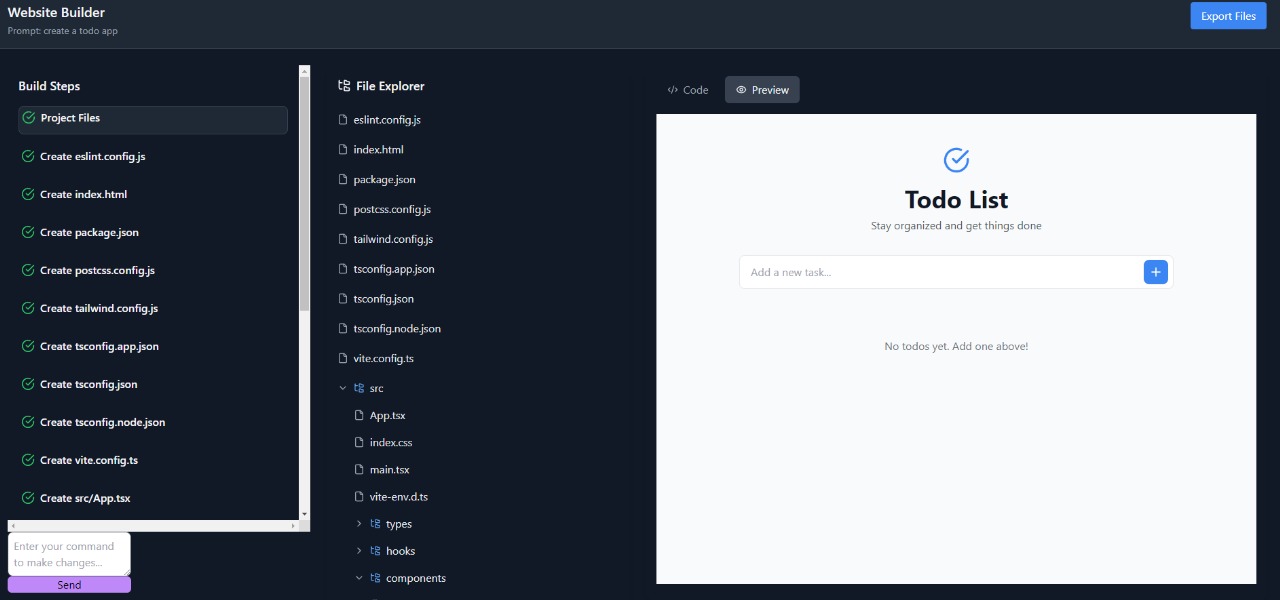 Website Builder
Prompt: create a todo app
Export Files
Build Steps
Project Files
Create eslint.config.js
Create index.html
Create package.json
Create postcss.config.js
Create tailwind.config.js
Create tsconfig.app.json
Create tsconfig.json
Create tsconfig.node.json
Create vite.config.ts
Create src/App.tsx
Enter your command
to make changes...
Send
File Explorer
eslint.config.js
index.html
package.json
postcss.config.js
tailwind.config.js
tsconfig.app.json
tsconfig.json
tsconfig.node.json
vite.config.ts
src
App.tsx
index.css
main.tsx
vite-env.d.ts
types
hooks
components
Code
Preview
Todo List
Stay organized and get things done
Add a new task...
No todos yet. Add one above!